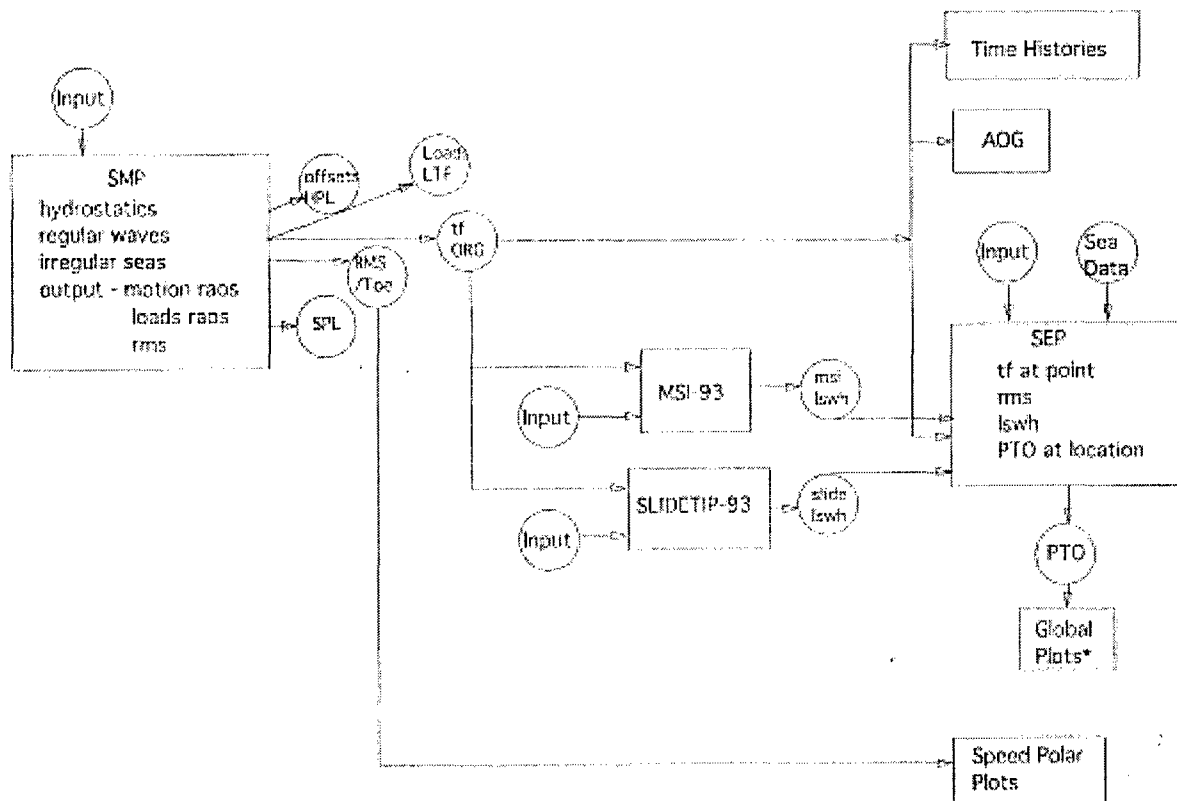 Time Histories
Input
AOG
SMP
hydrostatics
regular waves
irregular seas
output - motion raos
loads raos
rms
offsets
HPL
Loads
LTF
tf
ORG
RMS
/Toe
SPL
Input
Sea
Data
SEP
tf at point
rms
lswh
PTO at location
MSI-93
Input
msi
lswh
SLIDETIP-93
Input
slide
lswh
PTO
Global
Plots*
Speed Polar
Plots